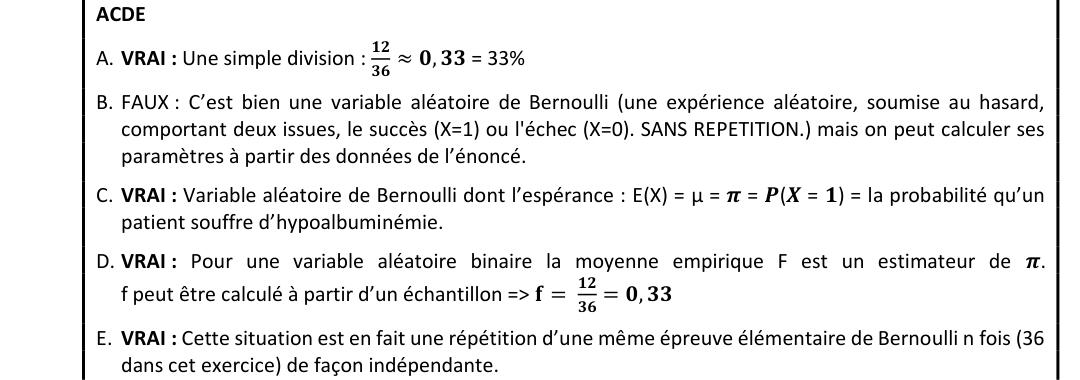 ACDE
A. VRAI : Une simple division : 12/36 ≈ 0,33 = 33%
B. FAUX : C’est bien une variable aléatoire de Bernoulli (une expérience aléatoire, soumise au hasard,
comportant deux issues, le succès (X=1) ou l'échec (X=0). SANS REPETITION.) mais on peut calculer ses
paramètres à partir des données de l’énoncé.
C. VRAI : Variable aléatoire de Bernoulli dont l’espérance : E(X) = µ = π = P(X = 1) = la probabilité qu’un
patient souffre d’hypoalbuminémie.
D. VRAI : Pour une variable aléatoire binaire la moyenne empirique F est un estimateur de π.
f peut être calculé à partir d’un échantillon => f = 12/36 = 0,33
E. VRAI : Cette situation est en fait une répétition d’une même épreuve élémentaire de Bernoulli n fois (36
dans cet exercice) de façon indépendante.